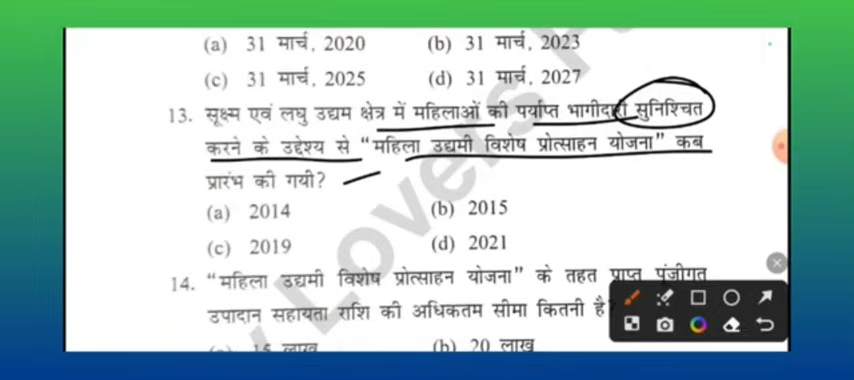 (a) 31 मार्च, 2020 (b) 31 मार्च, 2023
(c) 31 मार्च, 2025 (d) 31 मार्च, 2027
13. सूक्ष्म एवं लघु उद्यम क्षेत्र में महिलाओं की पर्याप्त भागीदारी सुनिश्चित
करने के उद्देश्य से “महिला उद्यमी विशेष प्रोत्साहन योजना” कब
प्रारंभ की गयी?
(a) 2014 (b) 2015
(c) 2019 (d) 2021
14. “महिला उद्यमी विशेष प्रोत्साहन योजना” के तहत प्राप्त पूंजीगत
उपादान सहायता राशि की अधिकतम सीमा कितनी है
15 लाख (b) 20 लाख
Lovers